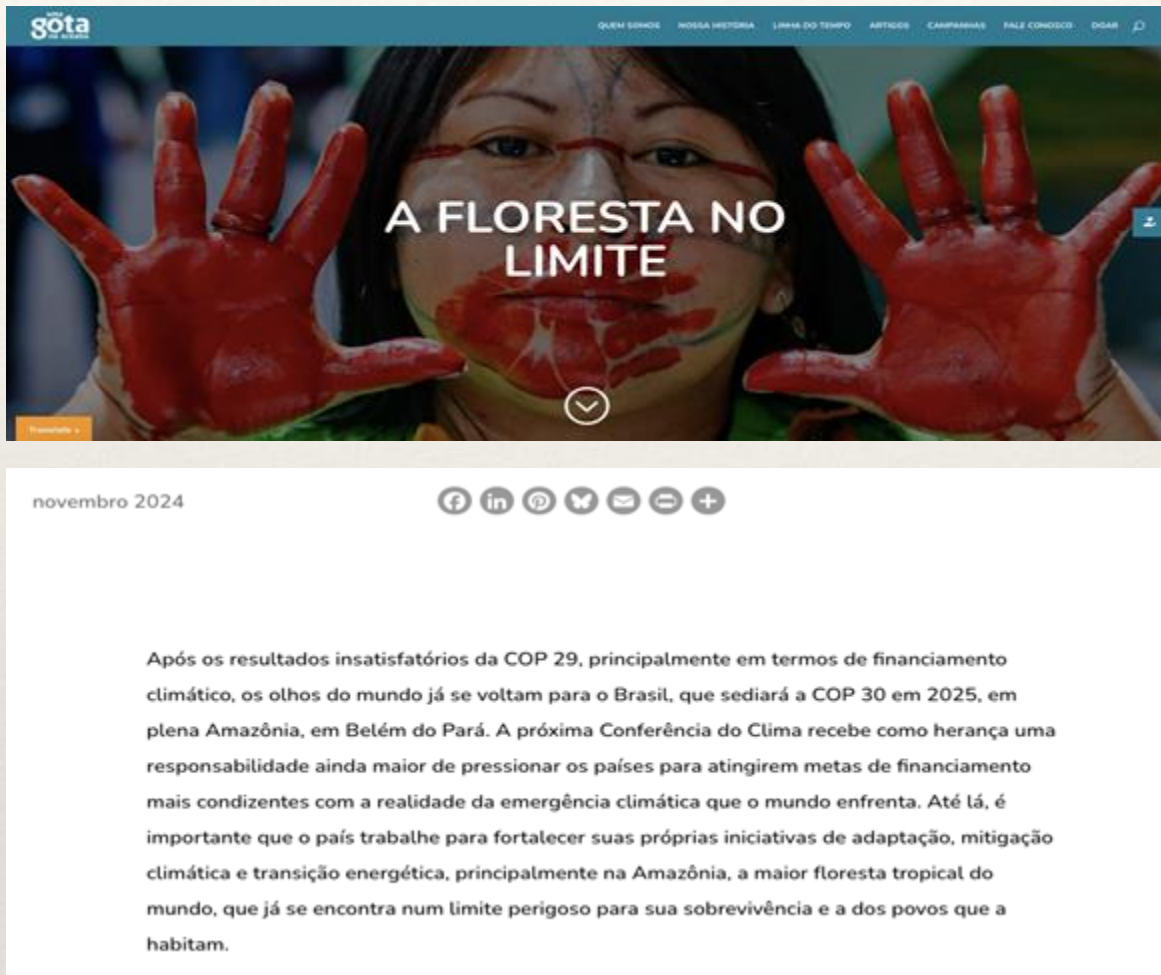 uma
gota
no oceano
QUEM SOMOS NOSSA HISTÓRIA LINHA DO TEMPO ARTIGOS CAMPANHAS FALE CONOSCO DOAR
A FLORESTA NO
LIMITE
Translate »
novembro 2024
Após os resultados insatisfatórios da COP 29, principalmente em termos de financiamento
climático, os olhos do mundo já se voltam para o Brasil, que sediará a COP 30 em 2025, em
plena Amazônia, em Belém do Pará. A próxima Conferência do Clima recebe como herança uma
responsabilidade ainda maior de pressionar os países para atingirem metas de financiamento
mais condizentes com a realidade da emergência climática que o mundo enfrenta. Até lá, é
importante que o país trabalhe para fortalecer suas próprias iniciativas de adaptação, mitigação
climática e transição energética, principalmente na Amazônia, a maior floresta tropical do
mundo, que já se encontra num limite perigoso para sua sobrevivência e a dos povos que a
habitam.